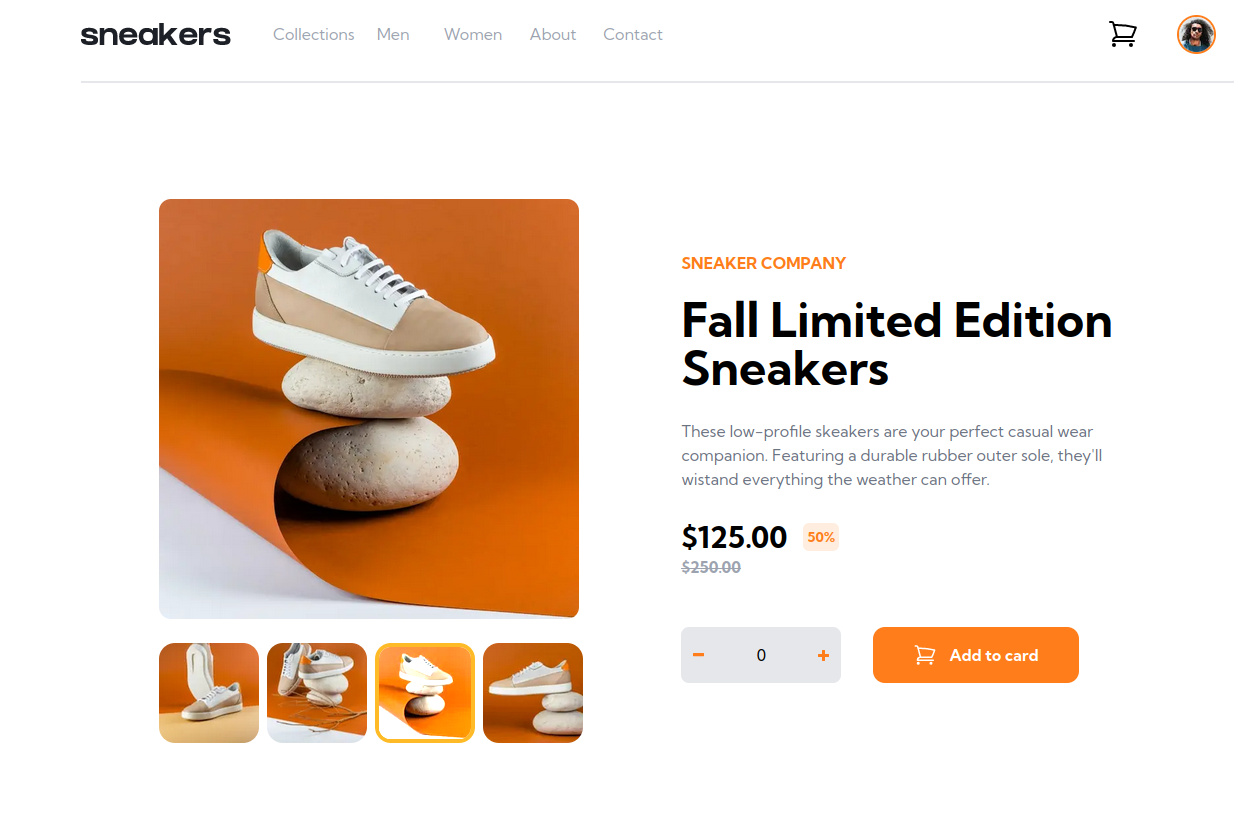 sneakers Collections Men Women About Contact
SNEAKER COMPANY
Fall Limited Edition
Sneakers
These low-profile skeakers are your perfect casual wear
companion. Featuring a durable rubber outer sole, they'll
wistand everything the weather can offer.
$125.00 50%
$250.00
0 Add to card